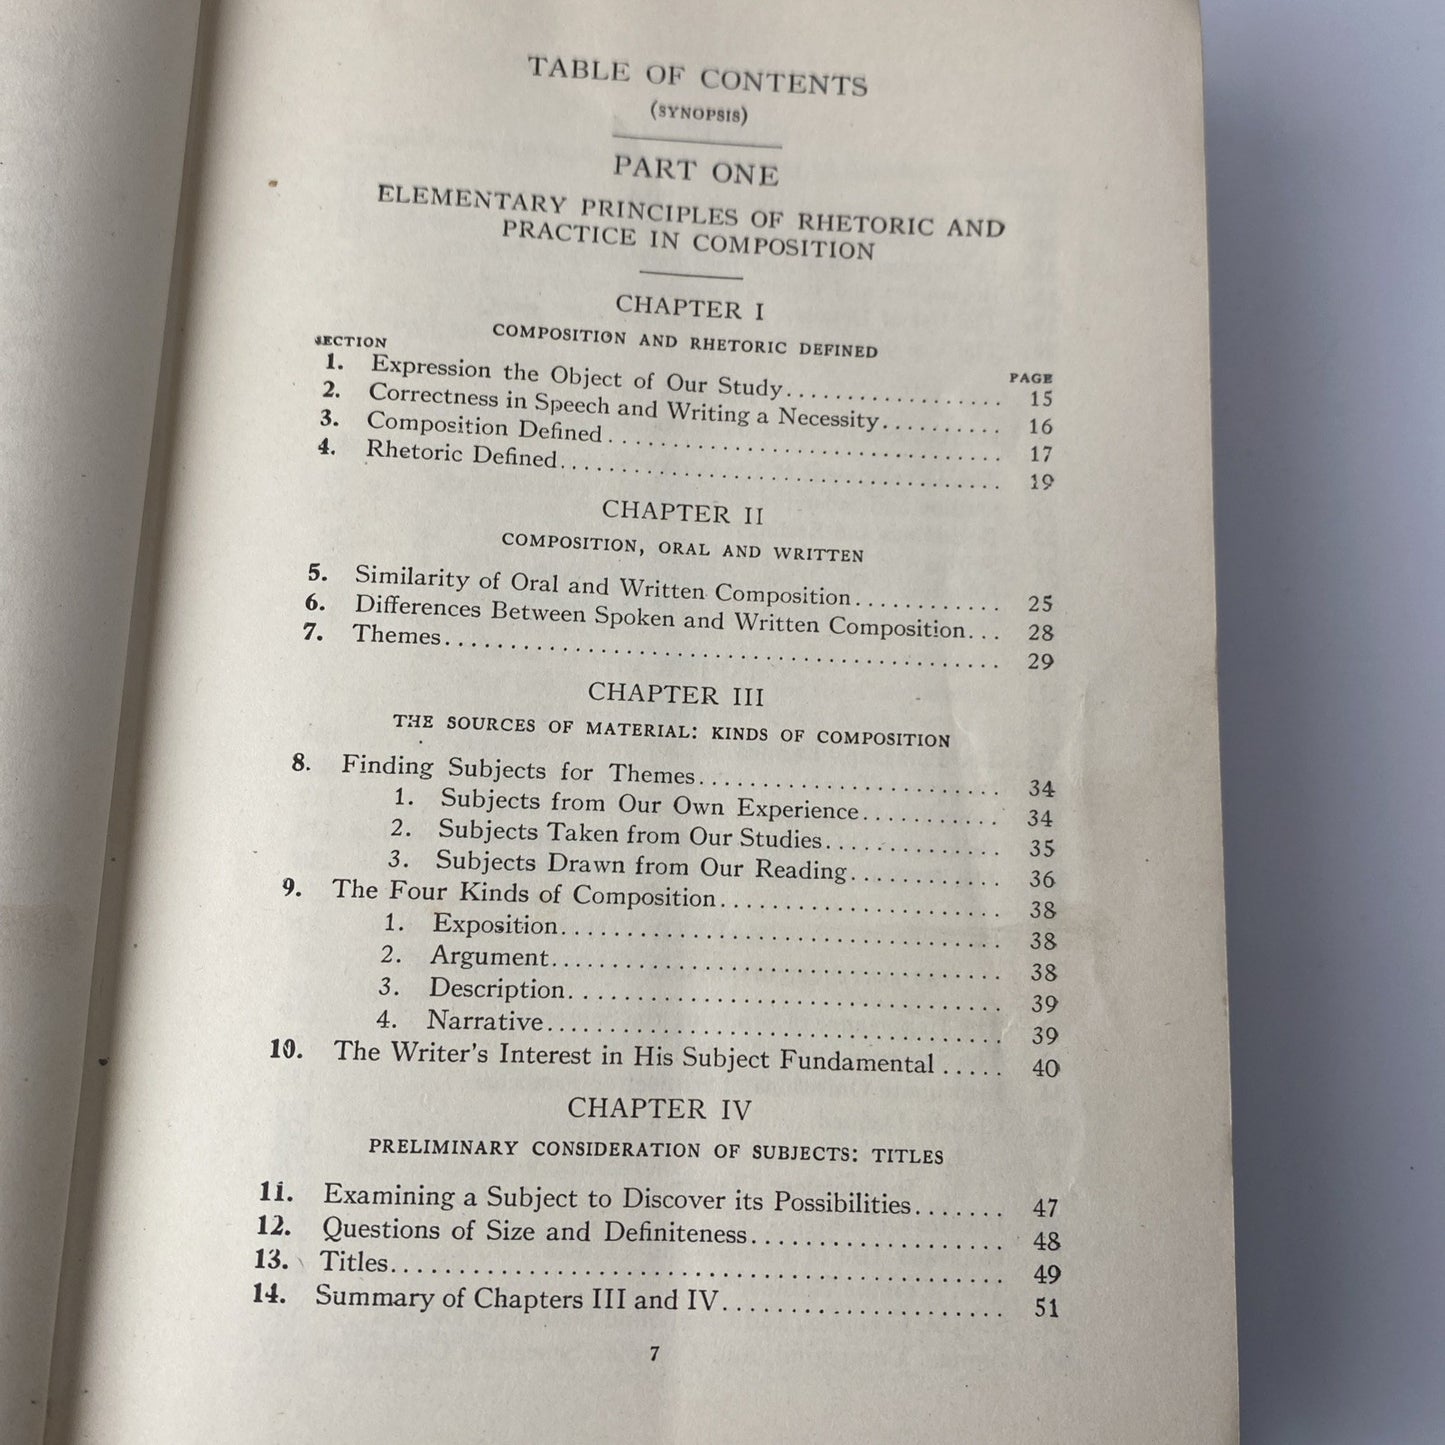 TABLE OF CONTENTS
(SYNOPSIS)
PART ONE
ELEMENTARY PRINCIPLES OF RHETORIC AND
PRACTICE IN COMPOSITION
CHAPTER I
COMPOSITION AND RHETORIC DEFINED
SECTION PAGE
1. Expression the Object of Our Study.................. 15
2. Correctness in Speech and Writing a Necessity.......... 16
3. Composition Defined............................... 17
4. Rhetoric Defined.................................. 19
CHAPTER II
COMPOSITION, ORAL AND WRITTEN
5. Similarity of Oral and Written Composition............ 25
6. Differences Between Spoken and Written Composition... 28
7. Themes........................................... 29
CHAPTER III
THE SOURCES OF MATERIAL: KINDS OF COMPOSITION
8. Finding Subjects for Themes........................ 34
1. Subjects from Our Own Experience........... 34
2. Subjects Taken from Our Studies.............. 35
3. Subjects Drawn from Our Reading............ 36
9. The Four Kinds of Composition...................... 38
1. Exposition.................................. 38
2. Argument................................... 38
3. Description................................. 39
4. Narrative................................... 39
10. The Writer's Interest in His Subject Fundamental..... 40
CHAPTER IV
PRELIMINARY CONSIDERATION OF SUBJECTS: TITLES
11. Examining a Subject to Discover its Possibilities....... 47
12. Questions of Size and Definiteness................... 48
13. Titles............................................. 49
14. Summary of Chapters III and IV..................... 51
7